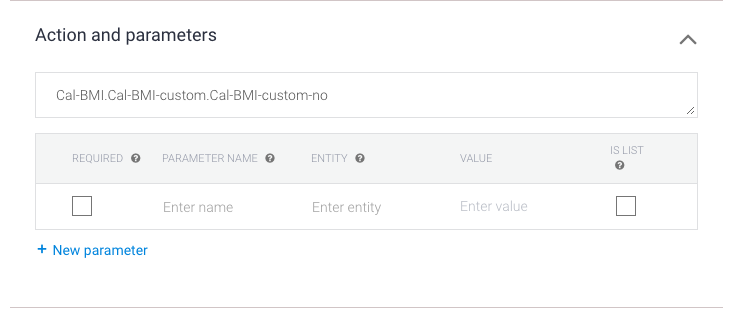 Action and parameters
Cal-BMI.Cal-BMI-custom.Cal-BMI-custom-no
REQUIRED ? PARAMETER NAME ? ENTITY ? VALUE IS LIST ?
Enter name Enter entity Enter value
+ New parameter